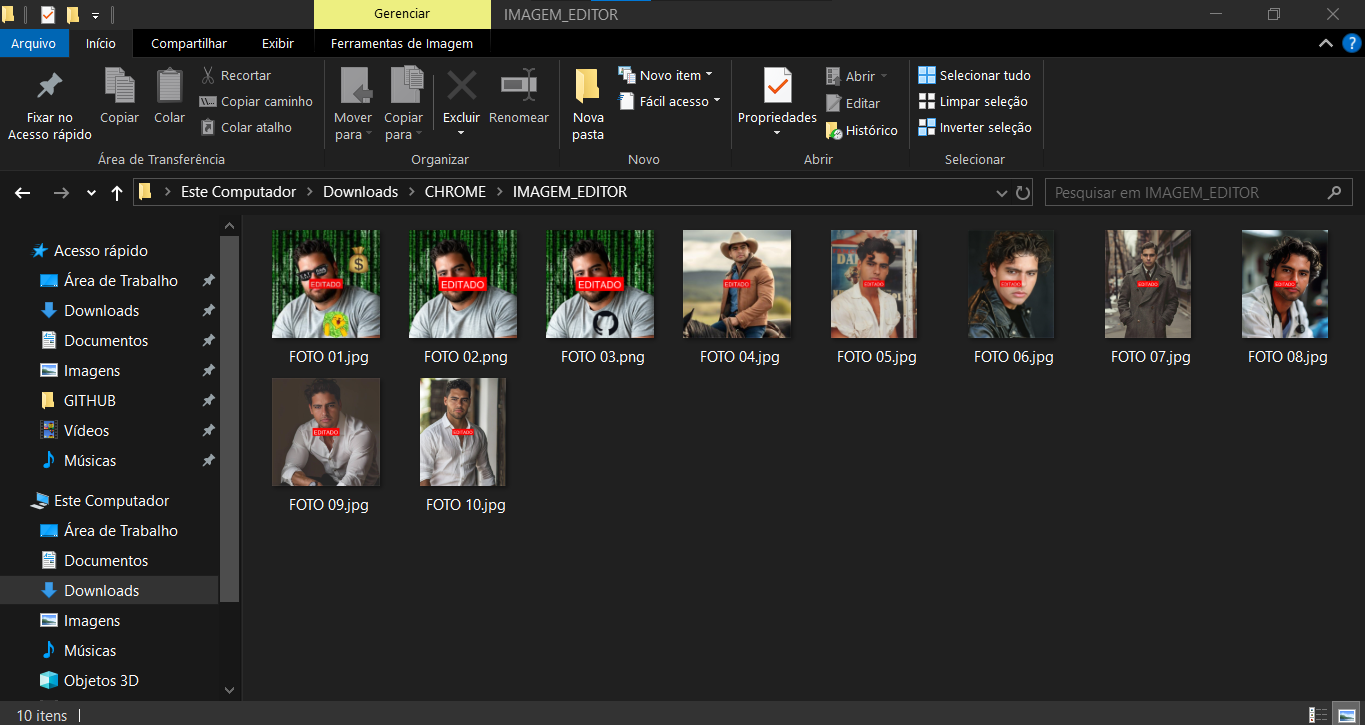 Gerenciar
IMAGEM_EDITOR
Arquivo
Início
Compartilhar
Exibir
Ferramentas de Imagem
Fixar no
Acesso rápido
Copiar
Colar
Recortar
Copiar caminho
Colar atalho
Área de Transferência
Mover
para
Copiar
para
Excluir
Renomear
Organizar
Nova
pasta
Novo item
Fácil acesso
Novo
Propriedades
Abrir
Editar
Histórico
Abrir
Selecionar tudo
Limpar seleção
Inverter seleção
Selecionar
Este Computador
Downloads
CHROME
IMAGEM_EDITOR
Pesquisar em IMAGEM_EDITOR
Acesso rápido
Área de Trabalho
Downloads
Documentos
Imagens
GITHUB
Vídeos
Músicas
Este Computador
Área de Trabalho
Documentos
Downloads
Imagens
Músicas
Objetos 3D
EDITADO
EDITADO
EDITADO
EDITADO
EDITADO
EDITADO
EDITADO
EDITADO
FOTO 01.jpg
FOTO 02.png
FOTO 03.png
FOTO 04.jpg
FOTO 05.jpg
FOTO 06.jpg
FOTO 07.jpg
FOTO 08.jpg
EDITADO
EDITADO
FOTO 09.jpg
FOTO 10.jpg
10 itens